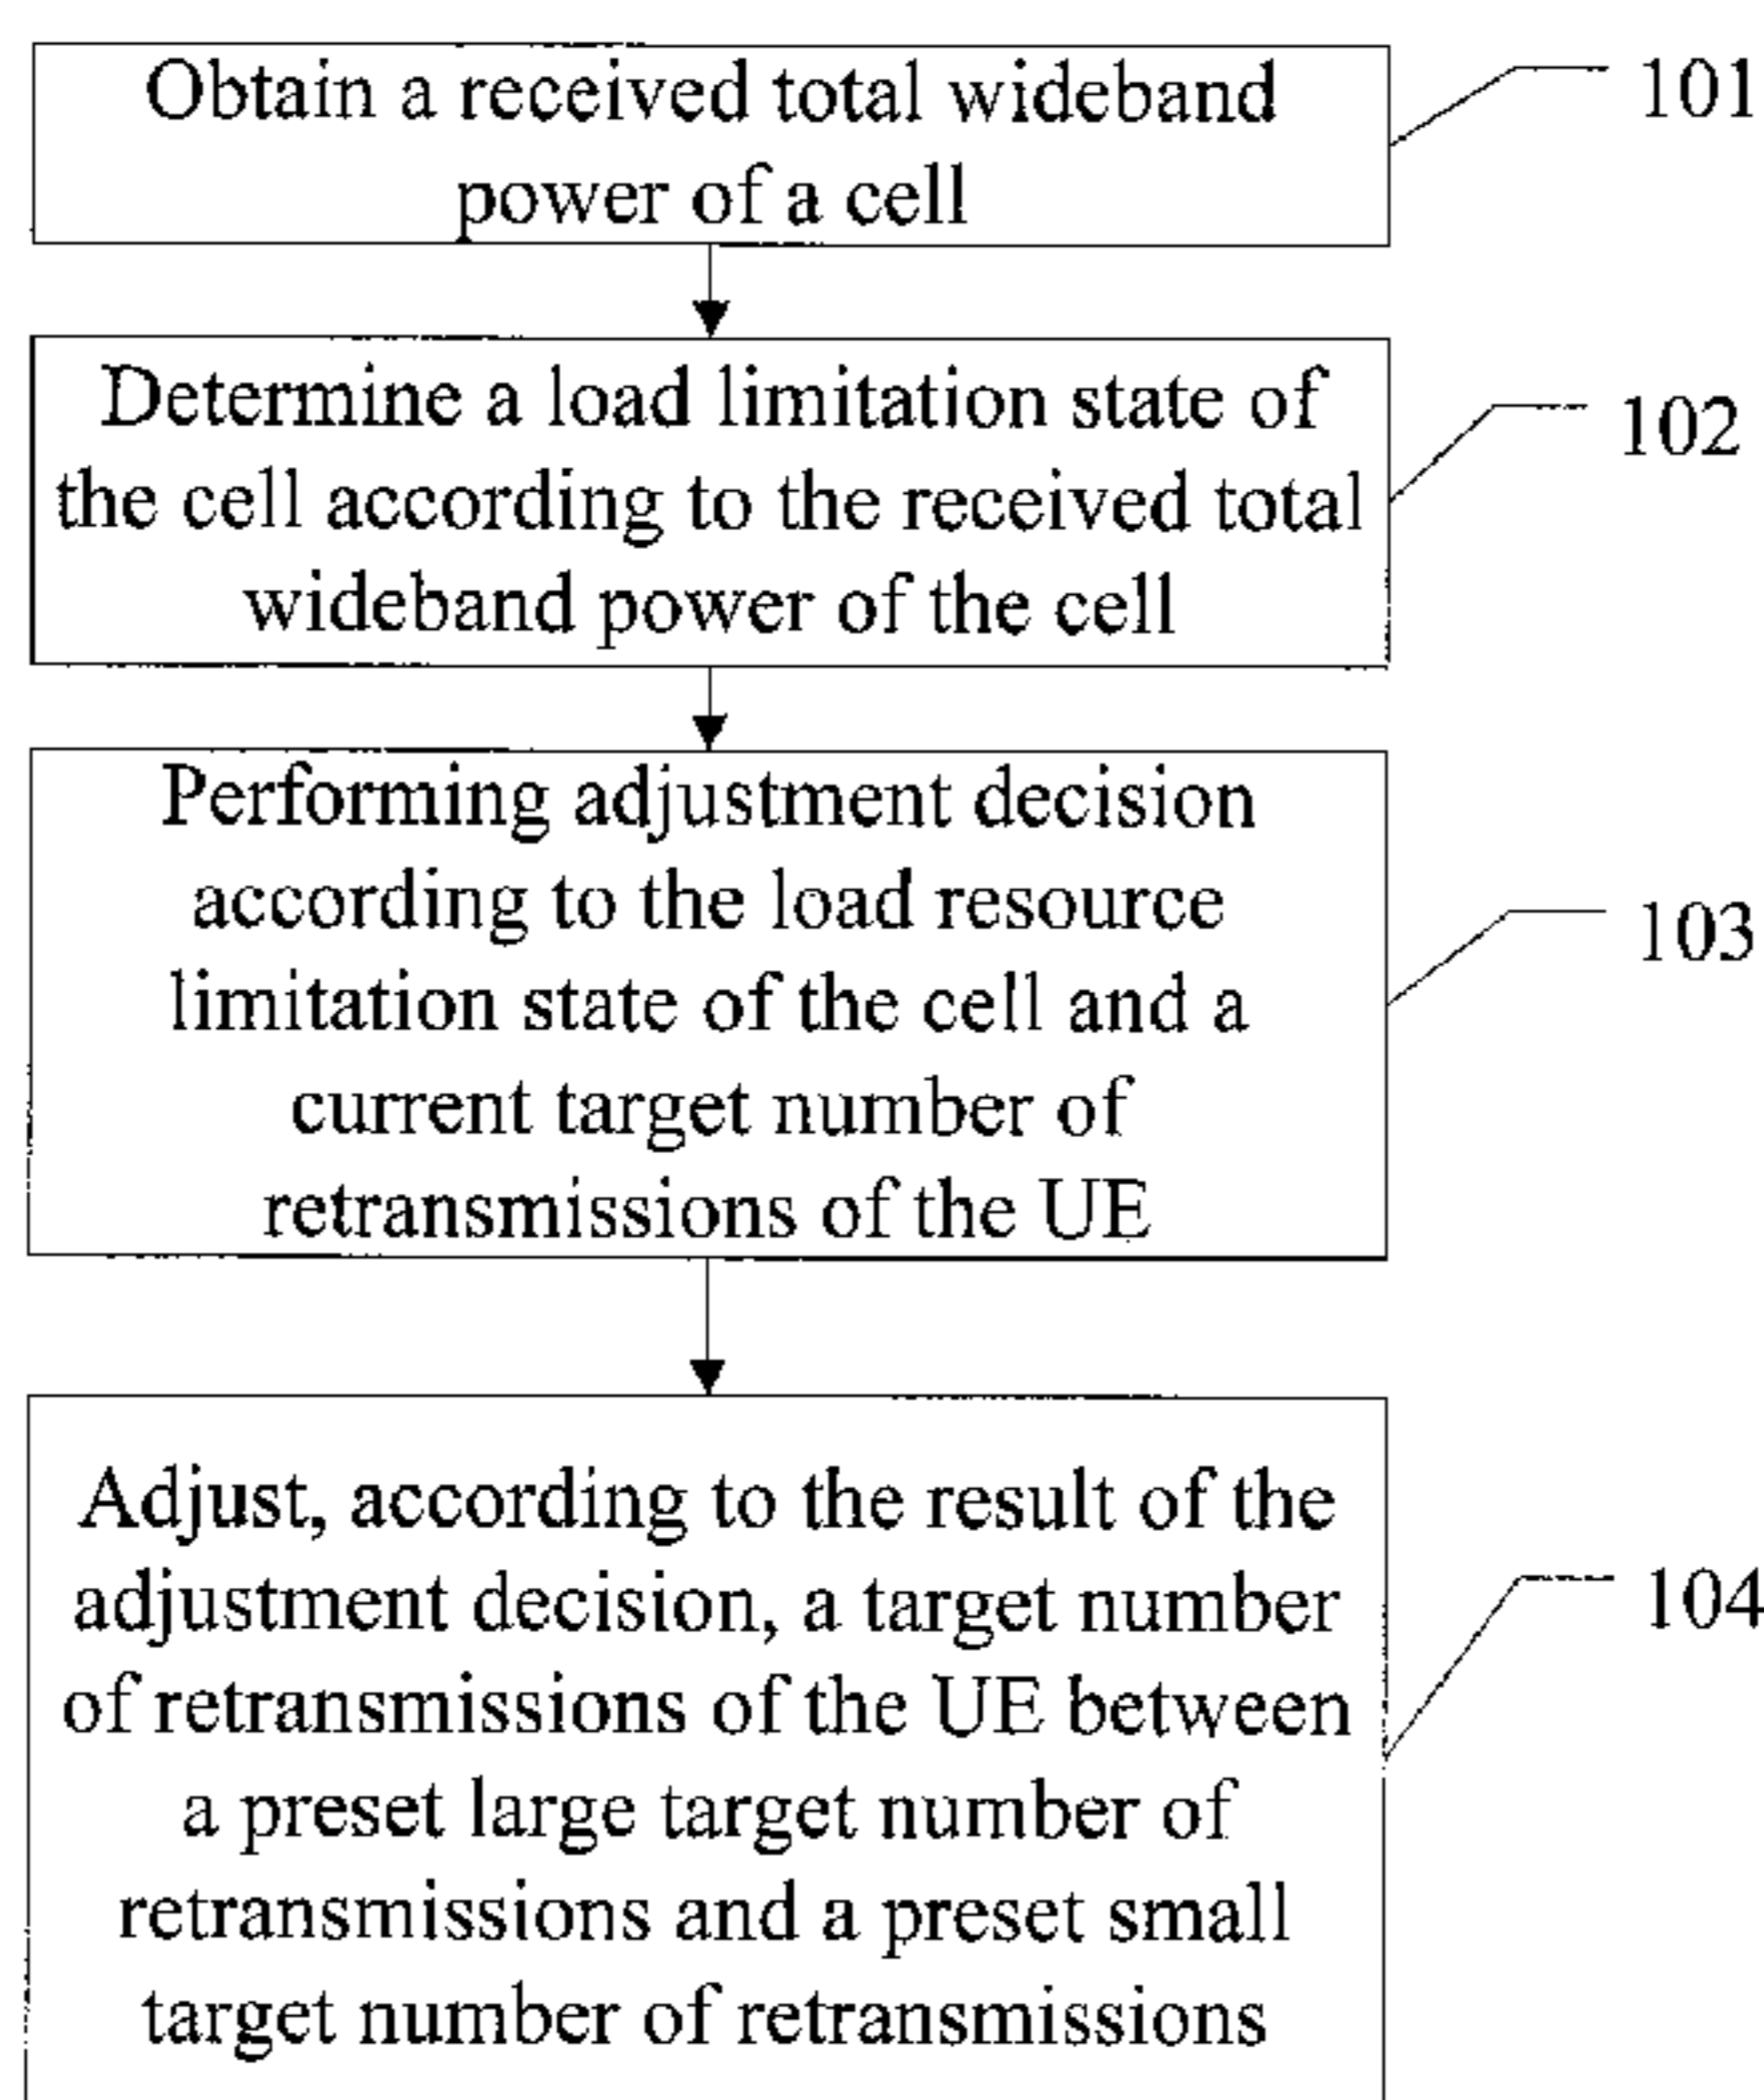 Obtain a received total wideband
power of a cell
101
Determine a load limitation state of
the cell according to the received total
wideband power of the cell
102
Performing adjustment decision
according to the load resource
limitation state of the cell and a
current target number of
retransmissions of the UE
103
Adjust, according to the result of the
adjustment decision, a target number
of retransmissions of the UE between
a preset large target number of
retransmissions and a preset small
target number of retransmissions
104